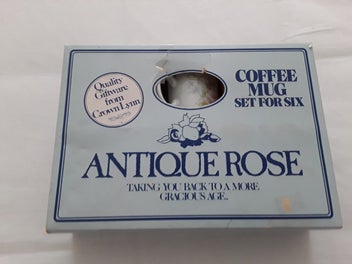 Quality
Giftware
from
Crown Lynn
COFFEE
MUG
SET FOR SIX
ANTIQUE ROSE
TAKING YOU BACK TO A MORE
GRACIOUS AGE..